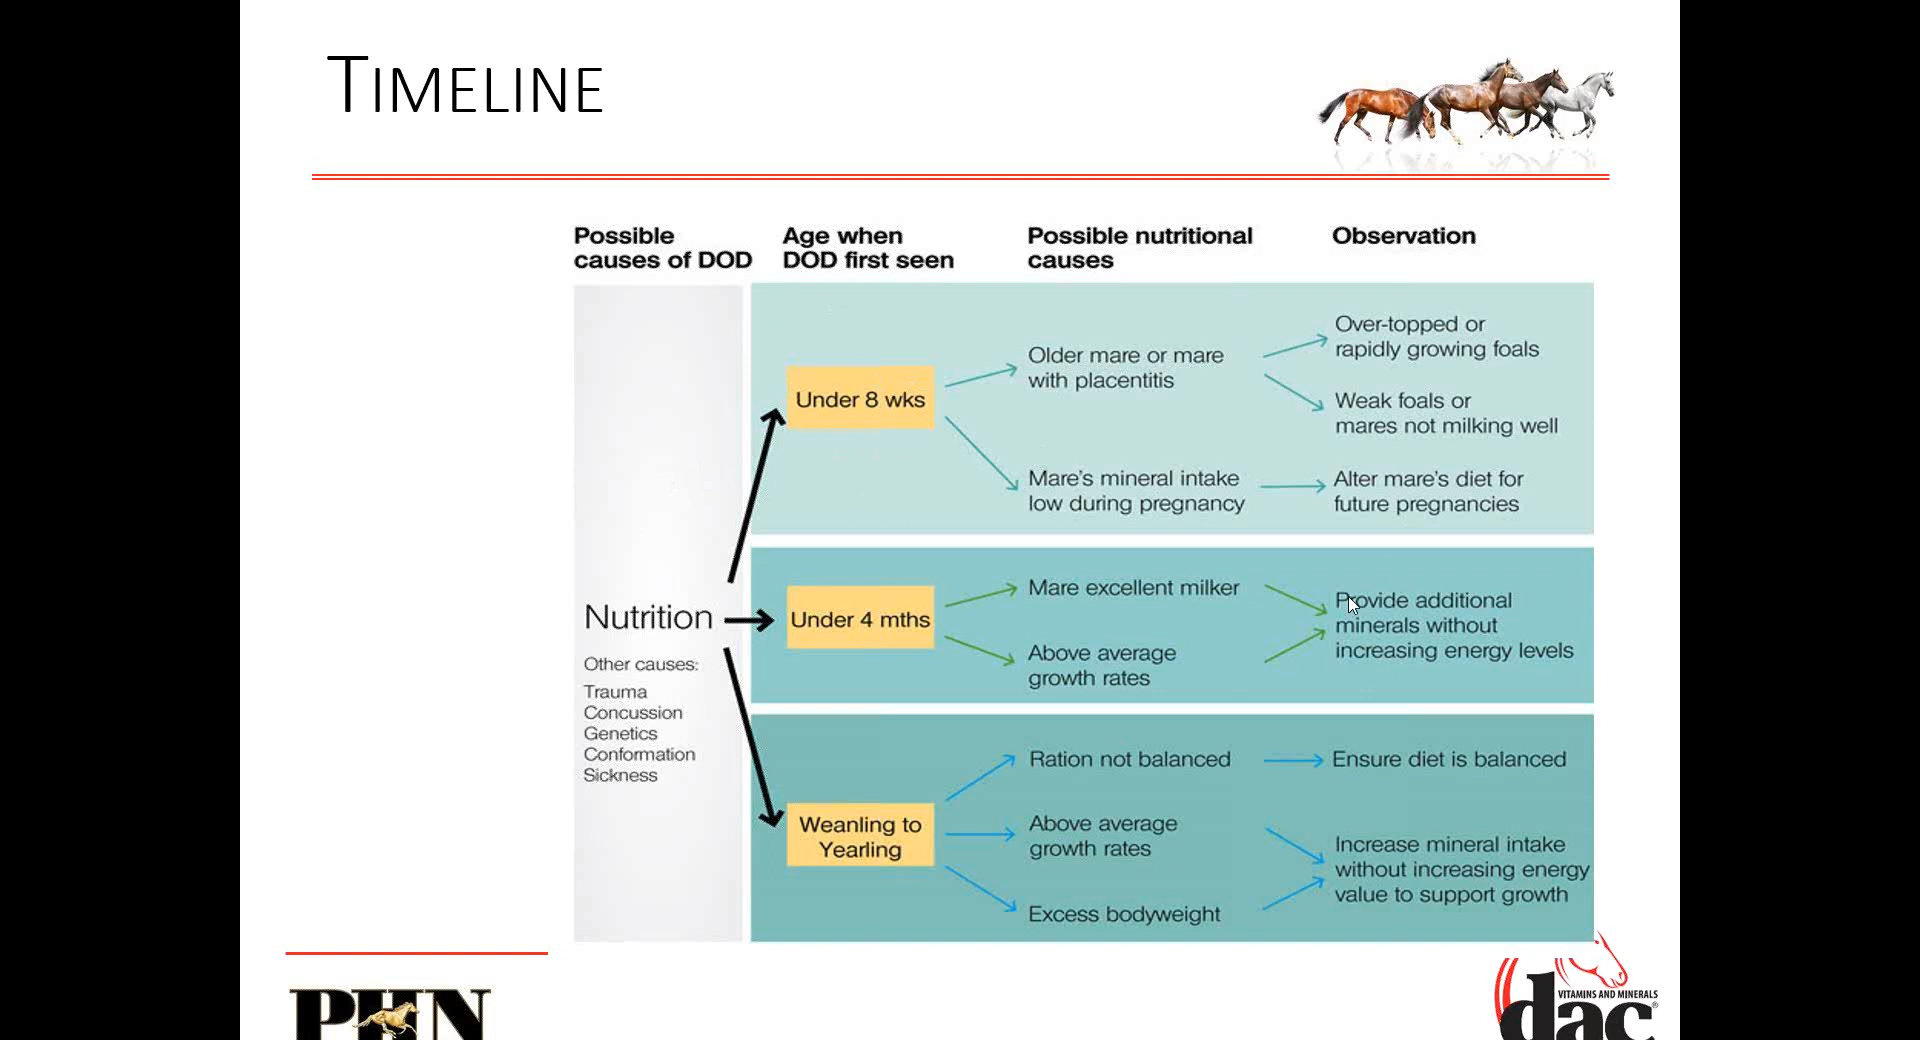 TIMELINE
Possible
causes of DOD
Age when
DOD first seen
Possible nutritional
causes
Observation
Under 8 wks
Older mare or mare
with placentitis
Over-topped or
rapidly growing foals
Weak foals or
mares not milking well
Mare's mineral intake
low during pregnancy
Alter mare's diet for
future pregnancies
Nutrition
Other causes:
Trauma
Concussion
Genetics
Conformation
Sickness
Under 4 mths
Mare excellent milker
Above average
growth rates
Provide additional
minerals without
increasing energy levels
Weanling to
Yearling
Ration not balanced
Ensure diet is balanced
Above average
growth rates
Excess bodyweight
Increase mineral intake
without increasing energy
value to support growth
PHN
VITAMINS AND MINERALS
dac®